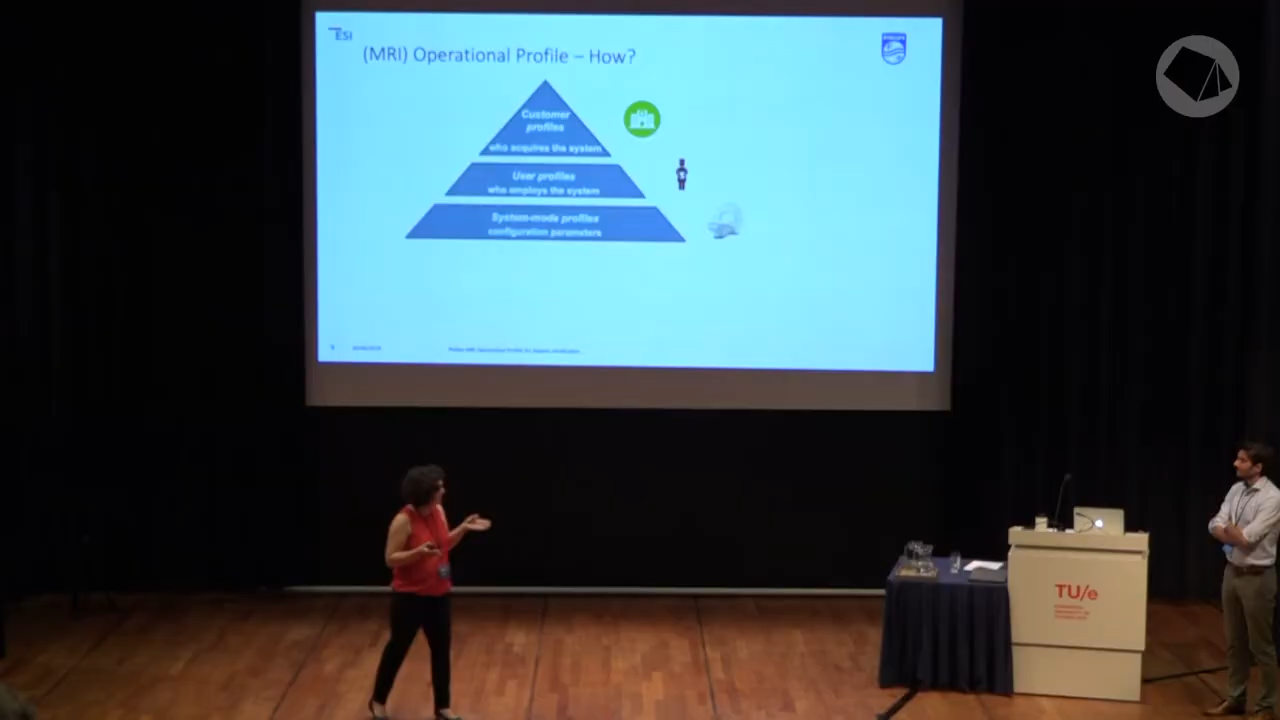 ESI
(MRI) Operational Profile – How?
PHILIPS
Customer
profiles
who acquires the system
User profiles
who employs the system
System-mode profiles
configuration parameters
TU/e